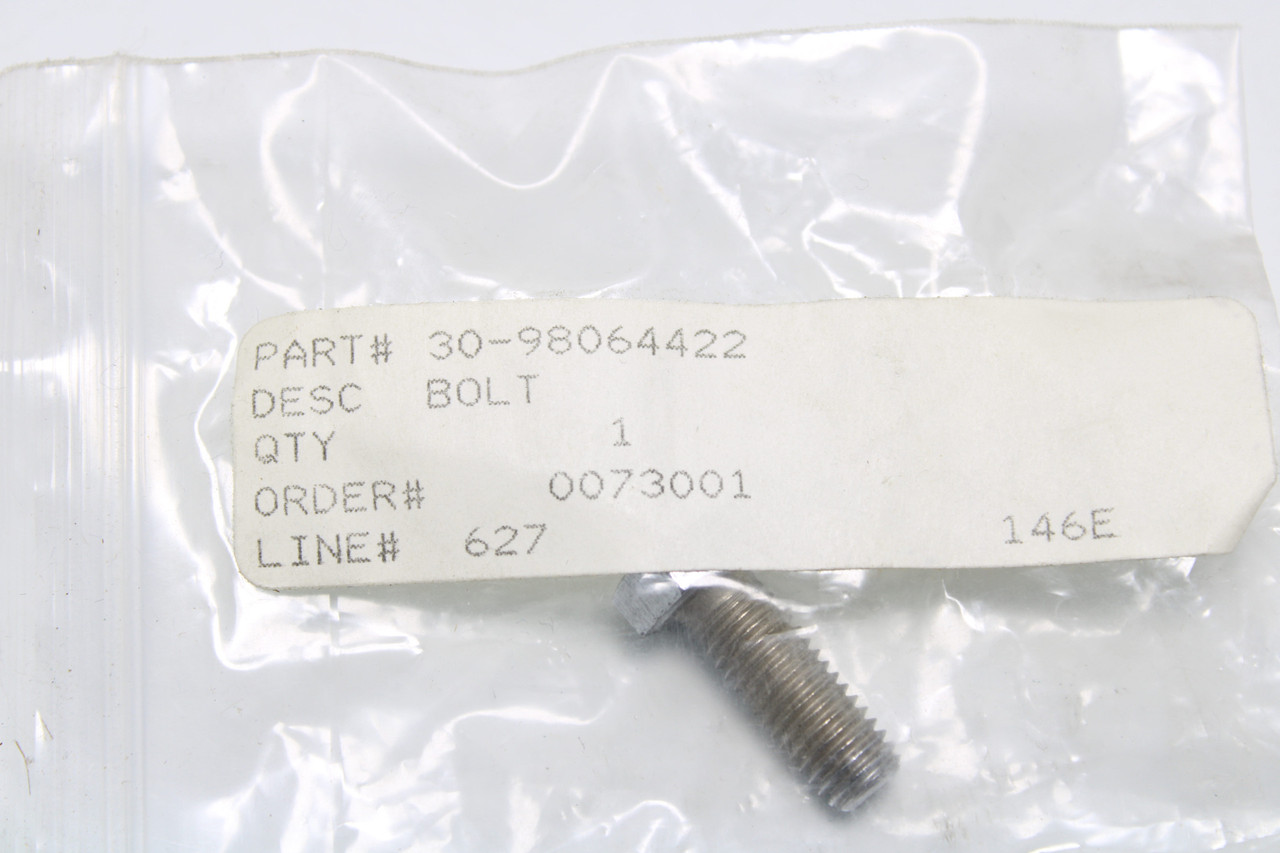 PART# 30-98064422
DESC BOLT
QTY 1
ORDER# 0073001
LINE# 627 146E